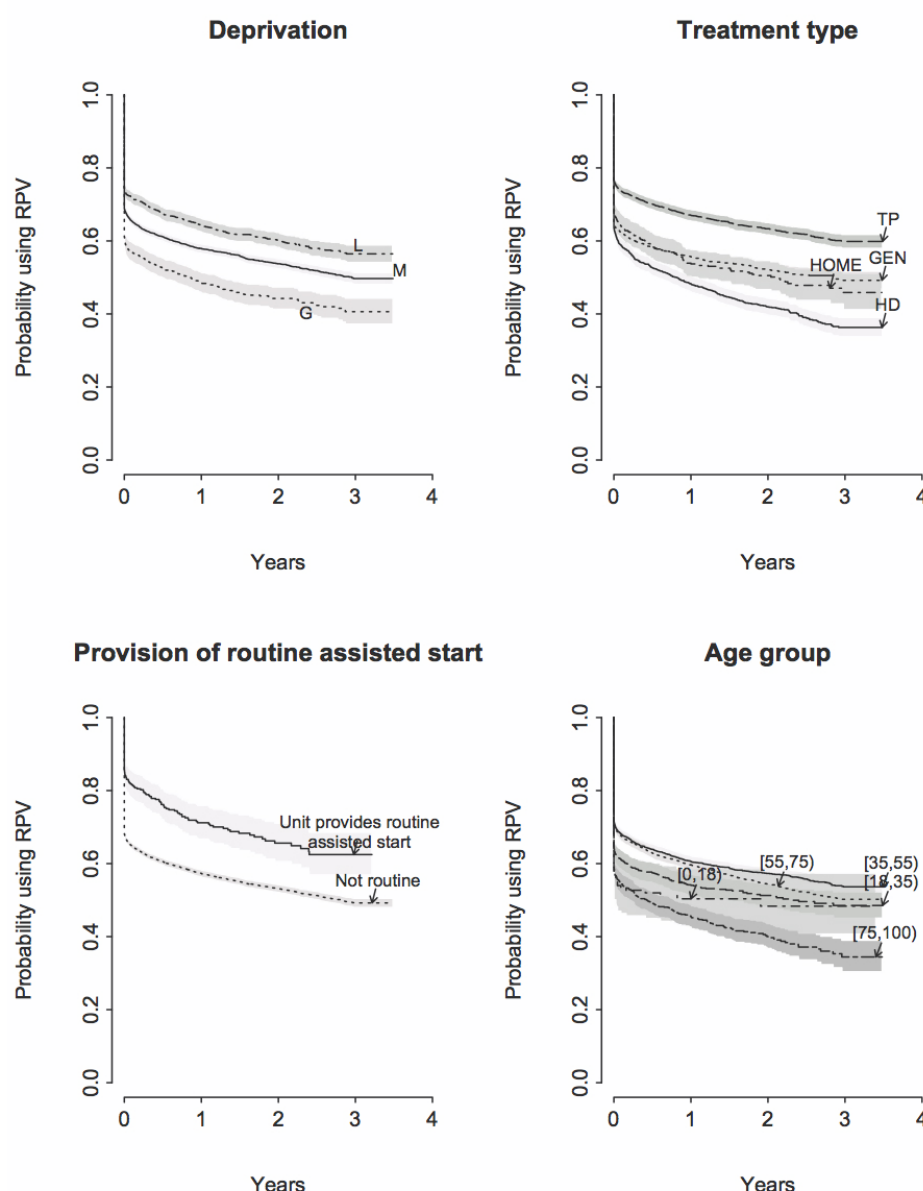 Deprivation
Probability using RPV
0.0 0.2 0.4 0.6 0.8 1.0
L
M
G
0 1 2 3 4
Years
Treatment type
Probability using RPV
0.0 0.2 0.4 0.6 0.8 1.0
TP
GEN
HOME
HD
0 1 2 3 4
Years
Provision of routine assisted start
Probability using RPV
0.0 0.2 0.4 0.6 0.8 1.0
Unit provides routine
assisted start
Not routine
0 1 2 3 4
Years
Age group
Probability using RPV
0.0 0.2 0.4 0.6 0.8 1.0
[55,75)
[35,55)
[0,18)
[18,35)
[75,100)
0 1 2 3 4
Years